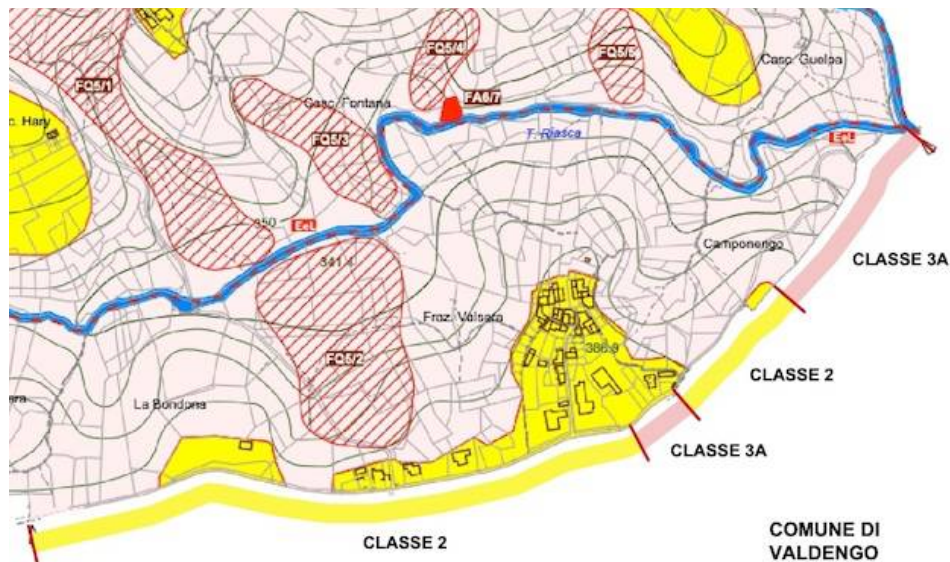 FQ5/4
FQ5/5
Casc. Guelpa
FQ5/1
Casc. Fontana
FA6/7
c. Hary
FQ5/3
T. Riasca
EeL
350
EeL
341.4
Camponengo
CLASSE 3A
Fraz. Valsera
386.9
FQ5/2
CLASSE 2
La Bondona
CLASSE 3A
CLASSE 2
COMUNE DI
VALDENGO